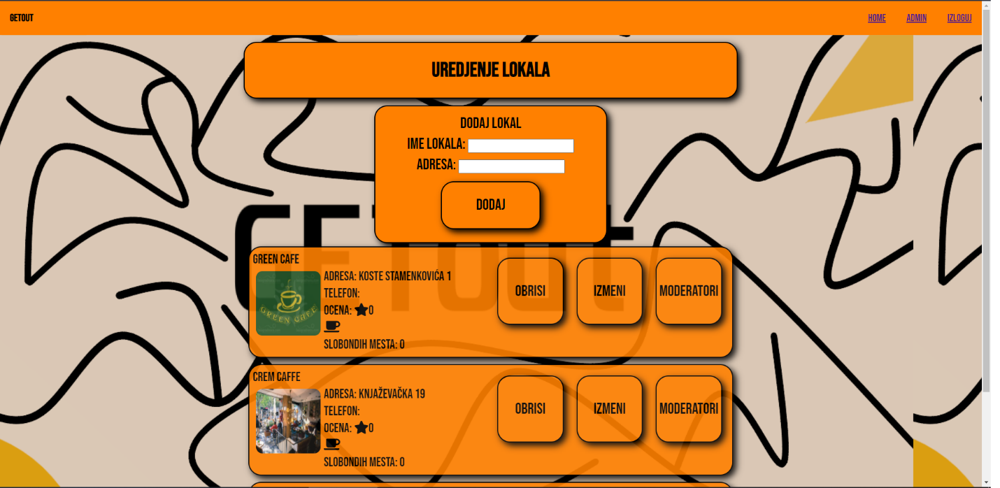 GETOUT
HOME ADMIN IZLOGUJ
UREDJENJE LOKALA
DODAJ LOKAL
IME LOKALA:
ADRESA:
DODAJ
GETOUT
GREEN CAFE
GREEN CAFE
ADRESA: KOSTE STAMENKOVIĆA 1
TELEFON:
OCENA: 0
SLOBONDIH MESTA: 0
OBRISI
IZMENI
MODERATORI
CREM CAFFE
ADRESA: KNJAŽEVAČKA 19
TELEFON:
OCENA: 0
SLOBONDIH MESTA: 0
OBRISI
IZMENI
MODERATORI